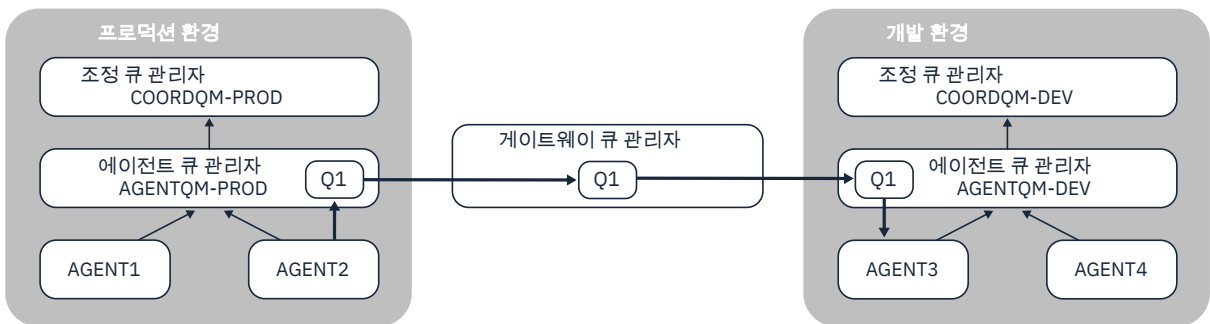 프로덕션 환경
조정 큐 관리자
COORDQM-PROD
에이전트 큐 관리자
AGENTQM-PROD
Q1
AGENT1
AGENT2
게이트웨이 큐 관리자
Q1
개발 환경
조정 큐 관리자
COORDQM-DEV
Q1
에이전트 큐 관리자
AGENTQM-DEV
AGENT3
AGENT4